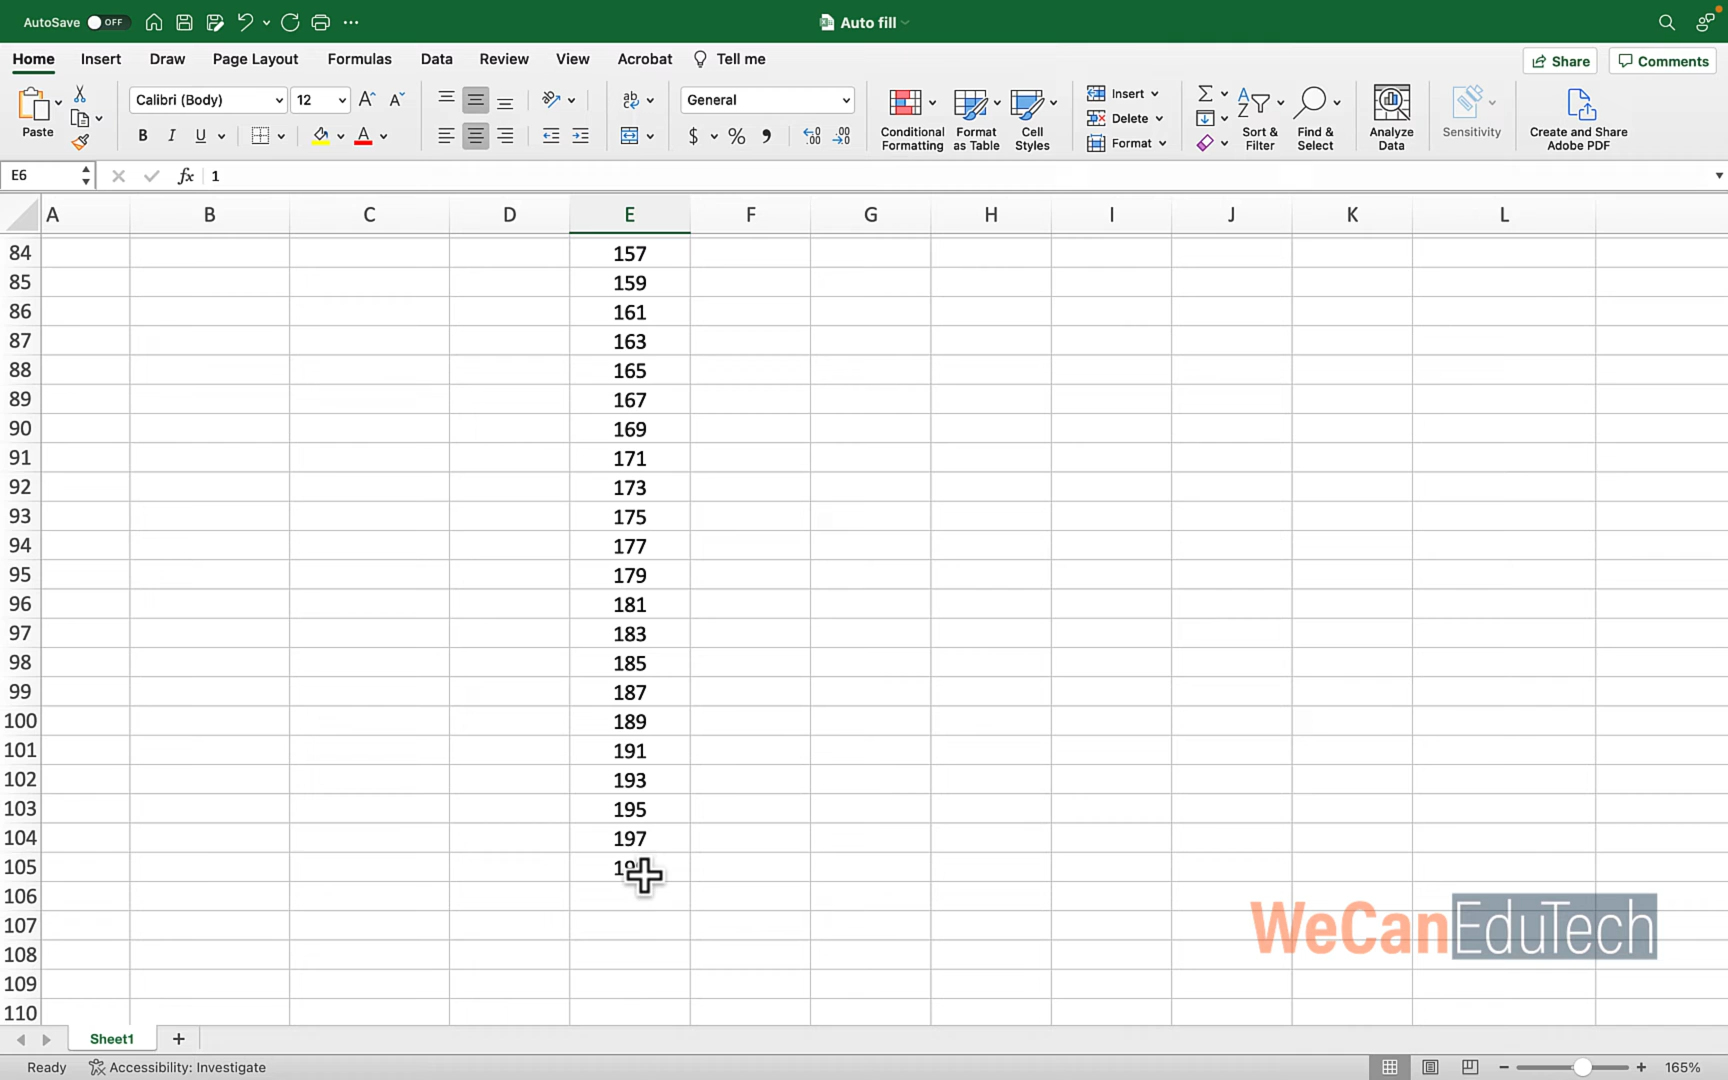 AutoSave OFF
Auto fill
Home Insert Draw Page Layout Formulas Data Review View Acrobat Tell me
Share Comments
Paste
Calibri (Body) 12
General
Conditional Formatting
Format as Table
Cell Styles
Insert
Delete
Format
Sort & Filter
Find & Select
Analyze Data
Sensitivity
Create and Share Adobe PDF
E6 fx 1
A B C D E F G H I J K L
84 157
85 159
86 161
87 163
88 165
89 167
90 169
91 171
92 173
93 175
94 177
95 179
96 181
97 183
98 185
99 187
100 189
101 191
102 193
103 195
104 197
105
106
107
108
109
110
WeCanEduTech
Sheet1
Ready Accessibility: Investigate 165%